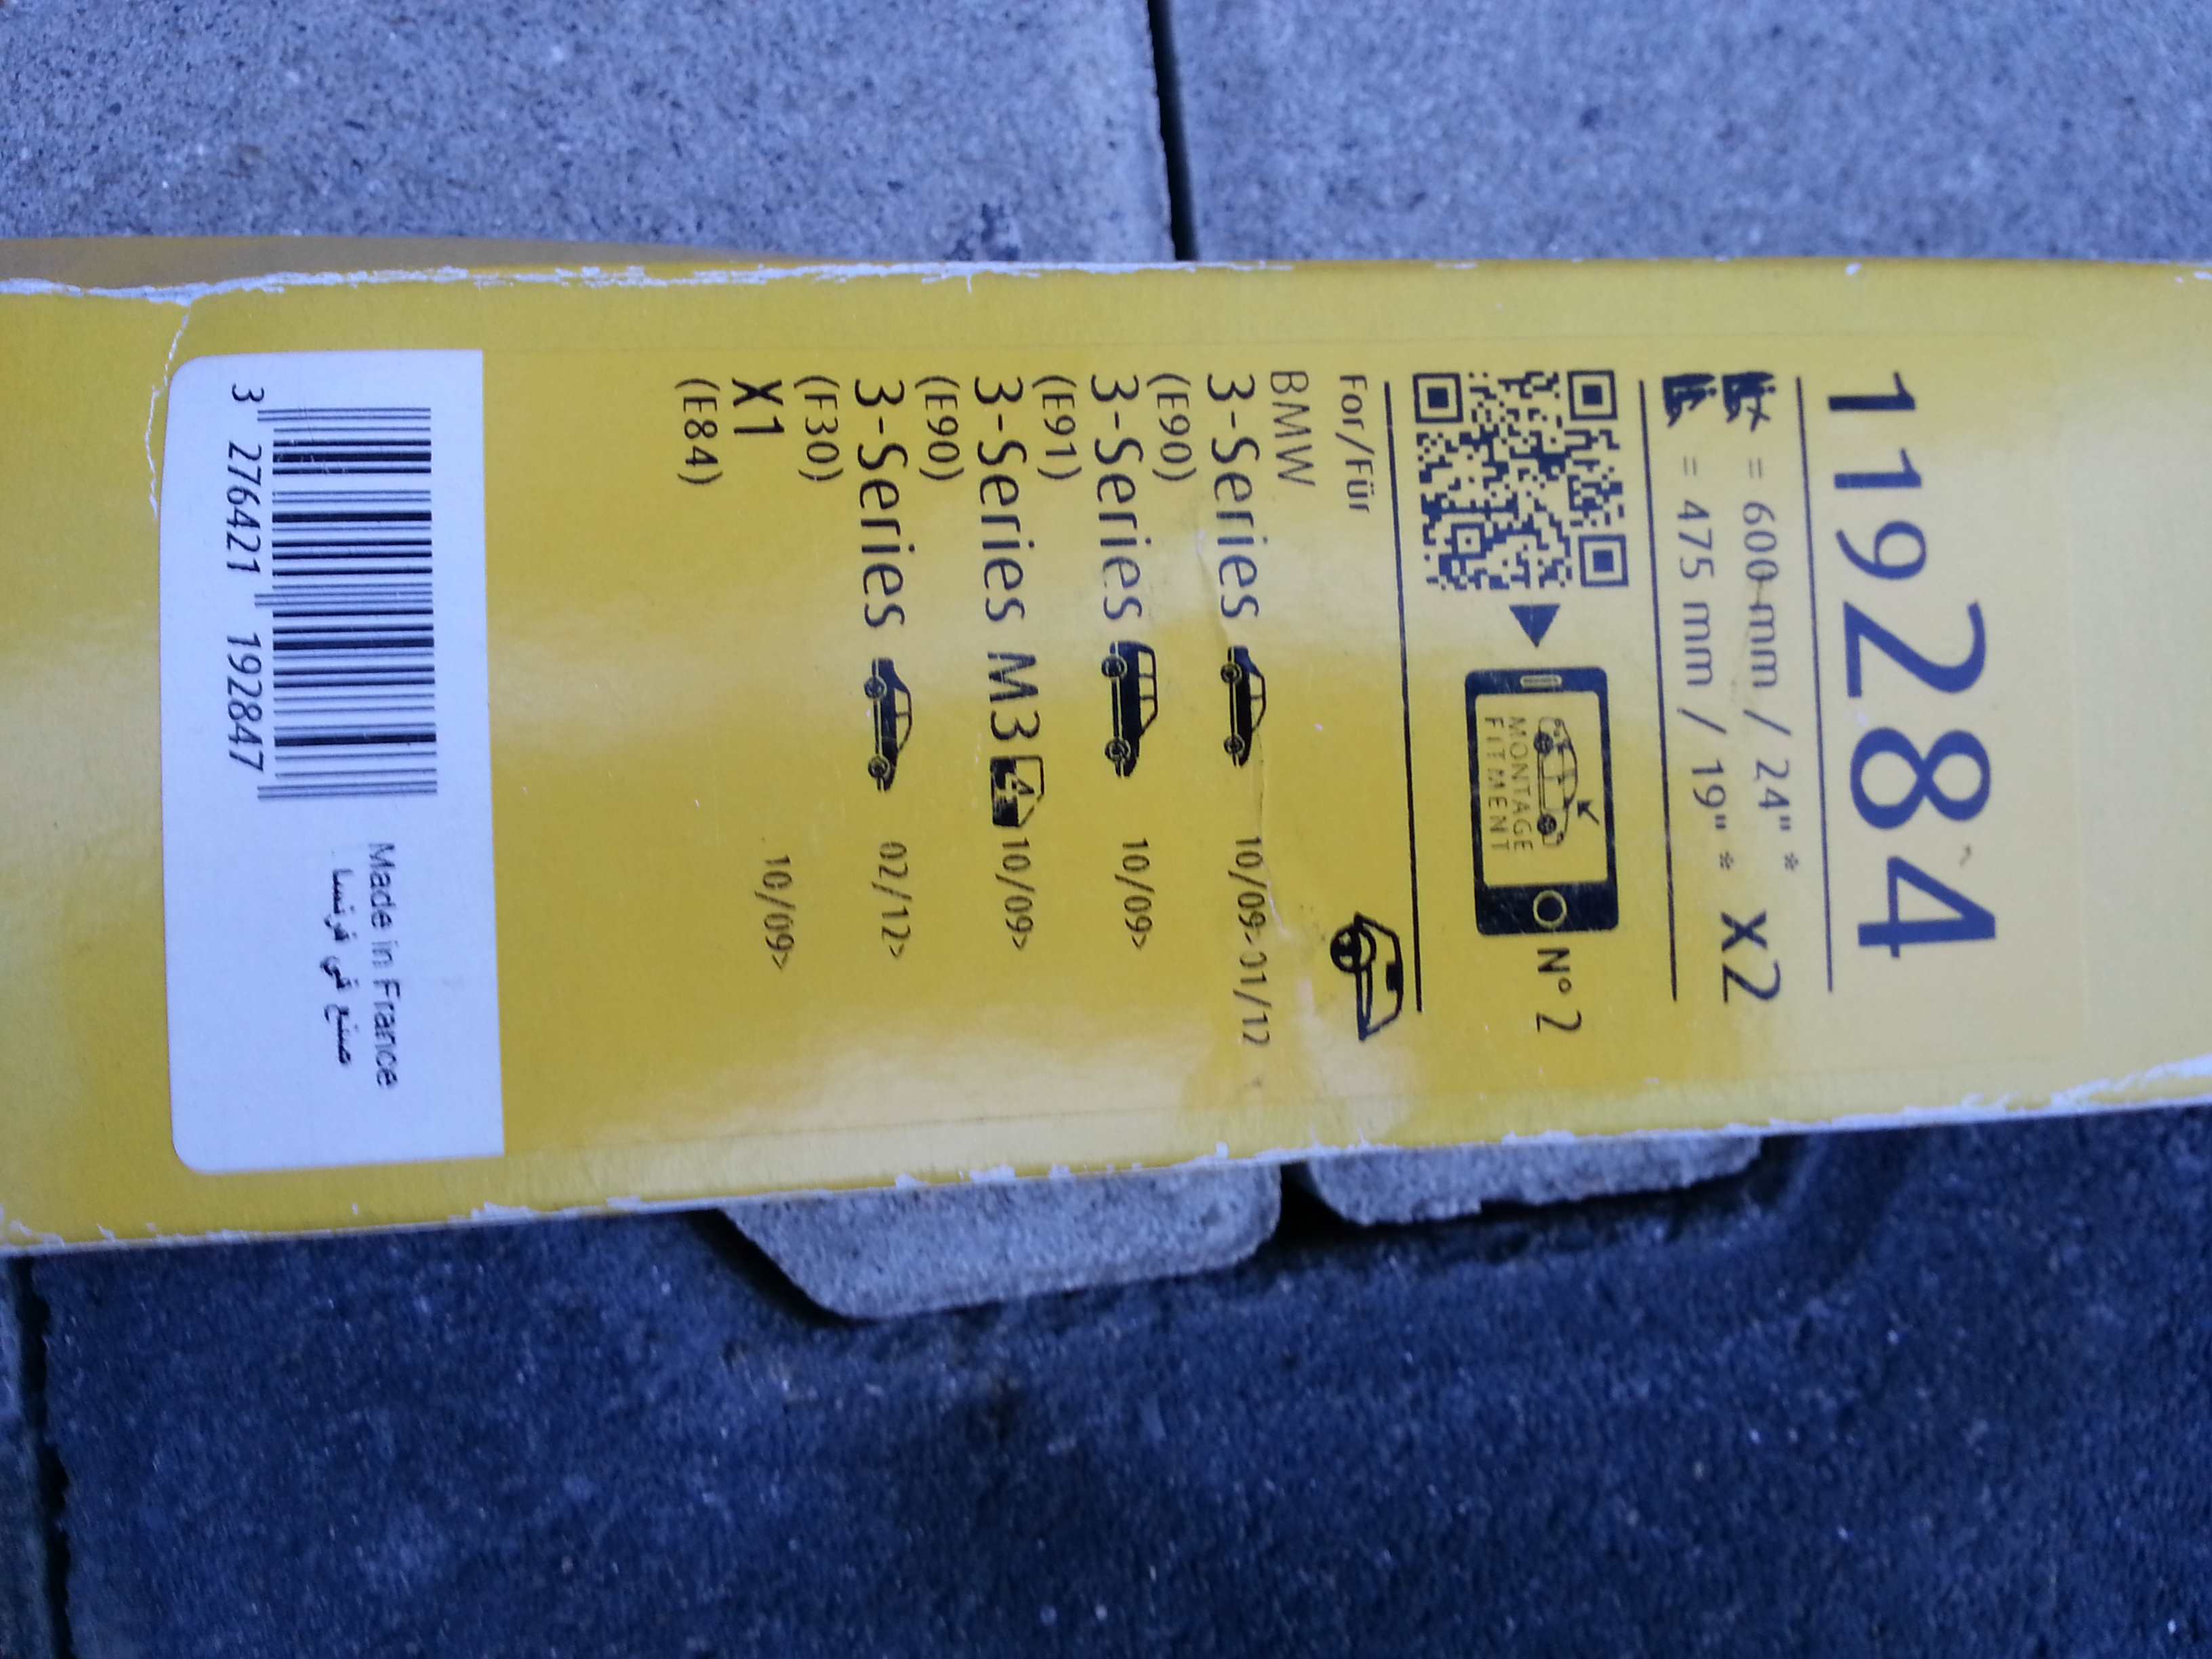 119284
= 600 mm / 24" *
= 475 mm / 19" *
X2
MONTAGE
FITMENT
N° 2
For/Für
BMW
3-Series 10/09> 01/12
(E90)
3-Series 10/09>
(E91)
3-Series M3 4 10/09>
(E90)
3-Series 02/12>
(F30)
X1 10/09>
(E84)
Made in France
صنع في فرنسا
3 276421 192847